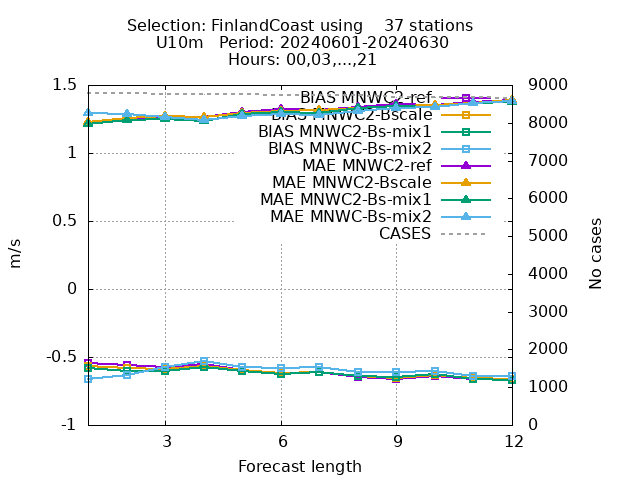 Selection: FinlandCoast using    37 stations
U10m   Period: 20240601-20240630
Hours: 00,03,...,21
1.5
1
0.5
0
-0.5
-1
m/s
9000
8000
7000
6000
5000
4000
3000
2000
1000
0
No cases
BIAS MNWC2-ref
BIAS MNWC2-Bscale
BIAS MNWC2-Bs-mix1
BIAS MNWC-Bs-mix2
MAE MNWC2-ref
MAE MNWC2-Bscale
MAE MNWC2-Bs-mix1
MAE MNWC-Bs-mix2
CASES
3
6
9
12
Forecast length